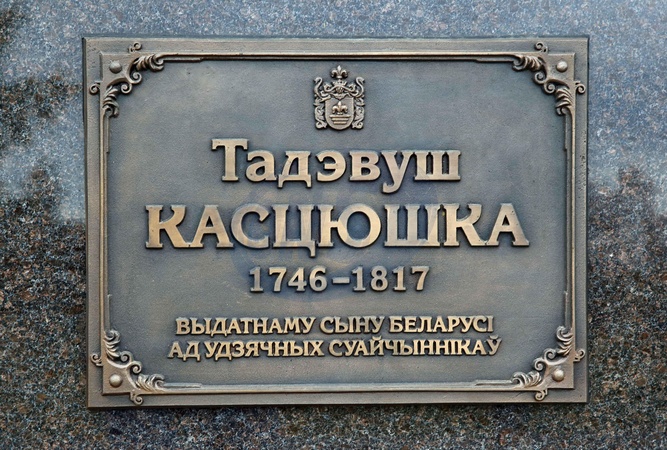 Тадэвуш
КАСЦЮШКА
1746–1817
ВЫДАТНАМУ СЫНУ БЕЛАРУСІ
АД УДЗЯЧНЫХ СУАЙЧЫННІКАЎ